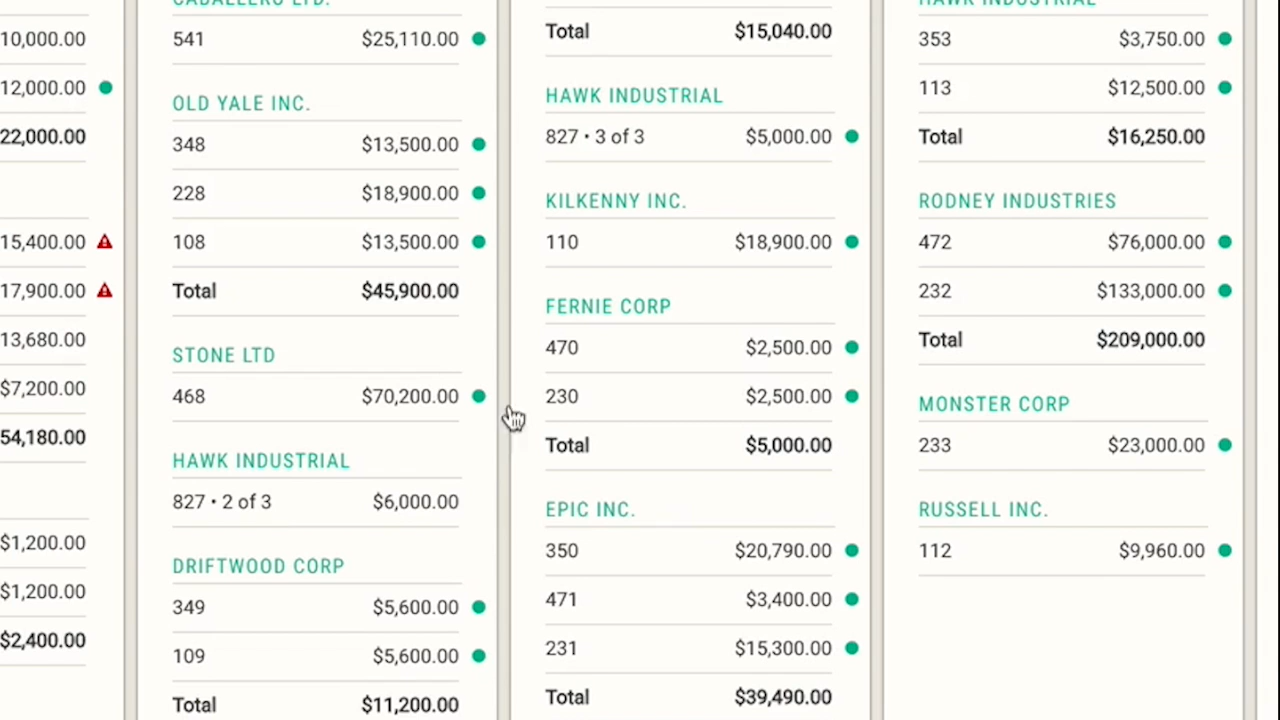 10,000.00
12,000.00
22,000.00
15,400.00
17,900.00
13,680.00
$7,200.00
54,180.00
$1,200.00
$1,200.00
$2,400.00
CABALLERO LTD.
541 $25,110.00
OLD YALE INC.
348 $13,500.00
228 $18,900.00
108 $13,500.00
Total $45,900.00
STONE LTD
468 $70,200.00
HAWK INDUSTRIAL
827 • 2 of 3 $6,000.00
DRIFTWOOD CORP
349 $5,600.00
109 $5,600.00
Total $11,200.00
Total $15,040.00
HAWK INDUSTRIAL
827 • 3 of 3 $5,000.00
KILKENNY INC.
110 $18,900.00
FERNIE CORP
470 $2,500.00
230 $2,500.00
Total $5,000.00
EPIC INC.
350 $20,790.00
471 $3,400.00
231 $15,300.00
Total $39,490.00
HAWK INDUSTRIAL
353 $3,750.00
113 $12,500.00
Total $16,250.00
RODNEY INDUSTRIES
472 $76,000.00
232 $133,000.00
Total $209,000.00
MONSTER CORP
233 $23,000.00
RUSSELL INC.
112 $9,960.00